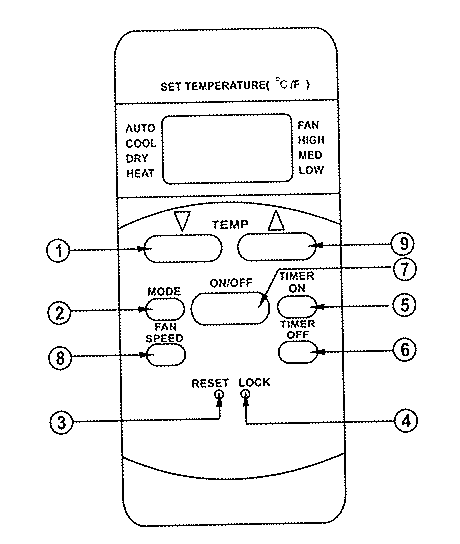 SET TEMPERATURE( °C/F )
AUTO
COOL
DRY
HEAT
FAN
HIGH
MED
LOW
TEMP
1
9
ON/OFF
7
MODE
TIMER
ON
2
5
FAN
SPEED
TIMER
OFF
8
6
RESET LOCK
3
4